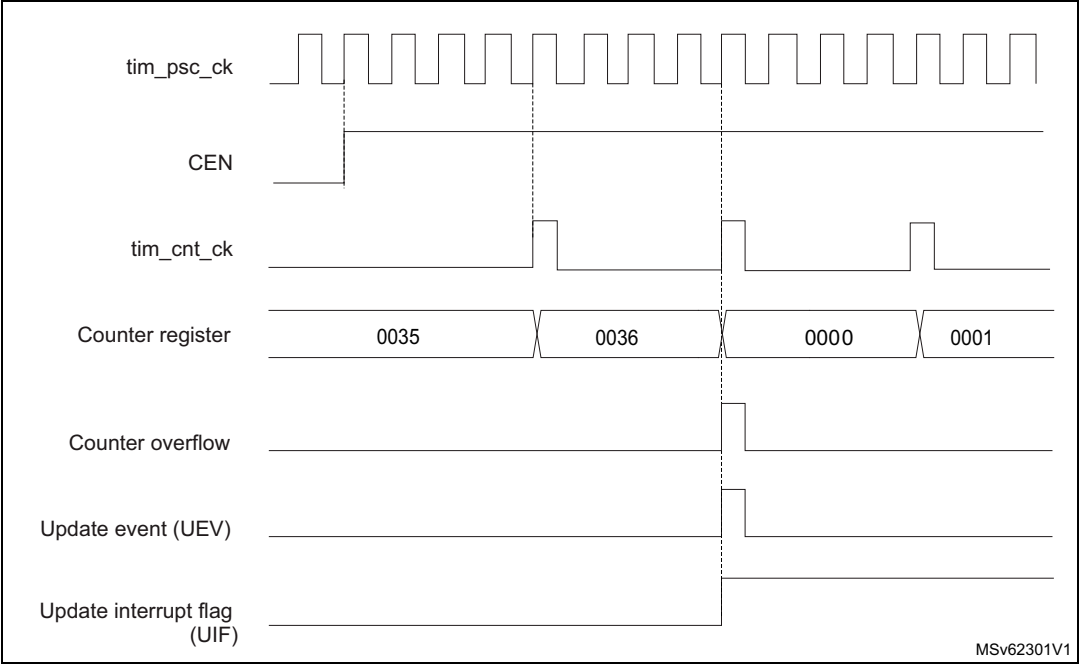 tim_psc_ck
CEN
tim_cnt_ck
Counter register
0035
0036
0000
0001
Counter overflow
Update event (UEV)
Update interrupt flag
(UIF)
MSv62301V1